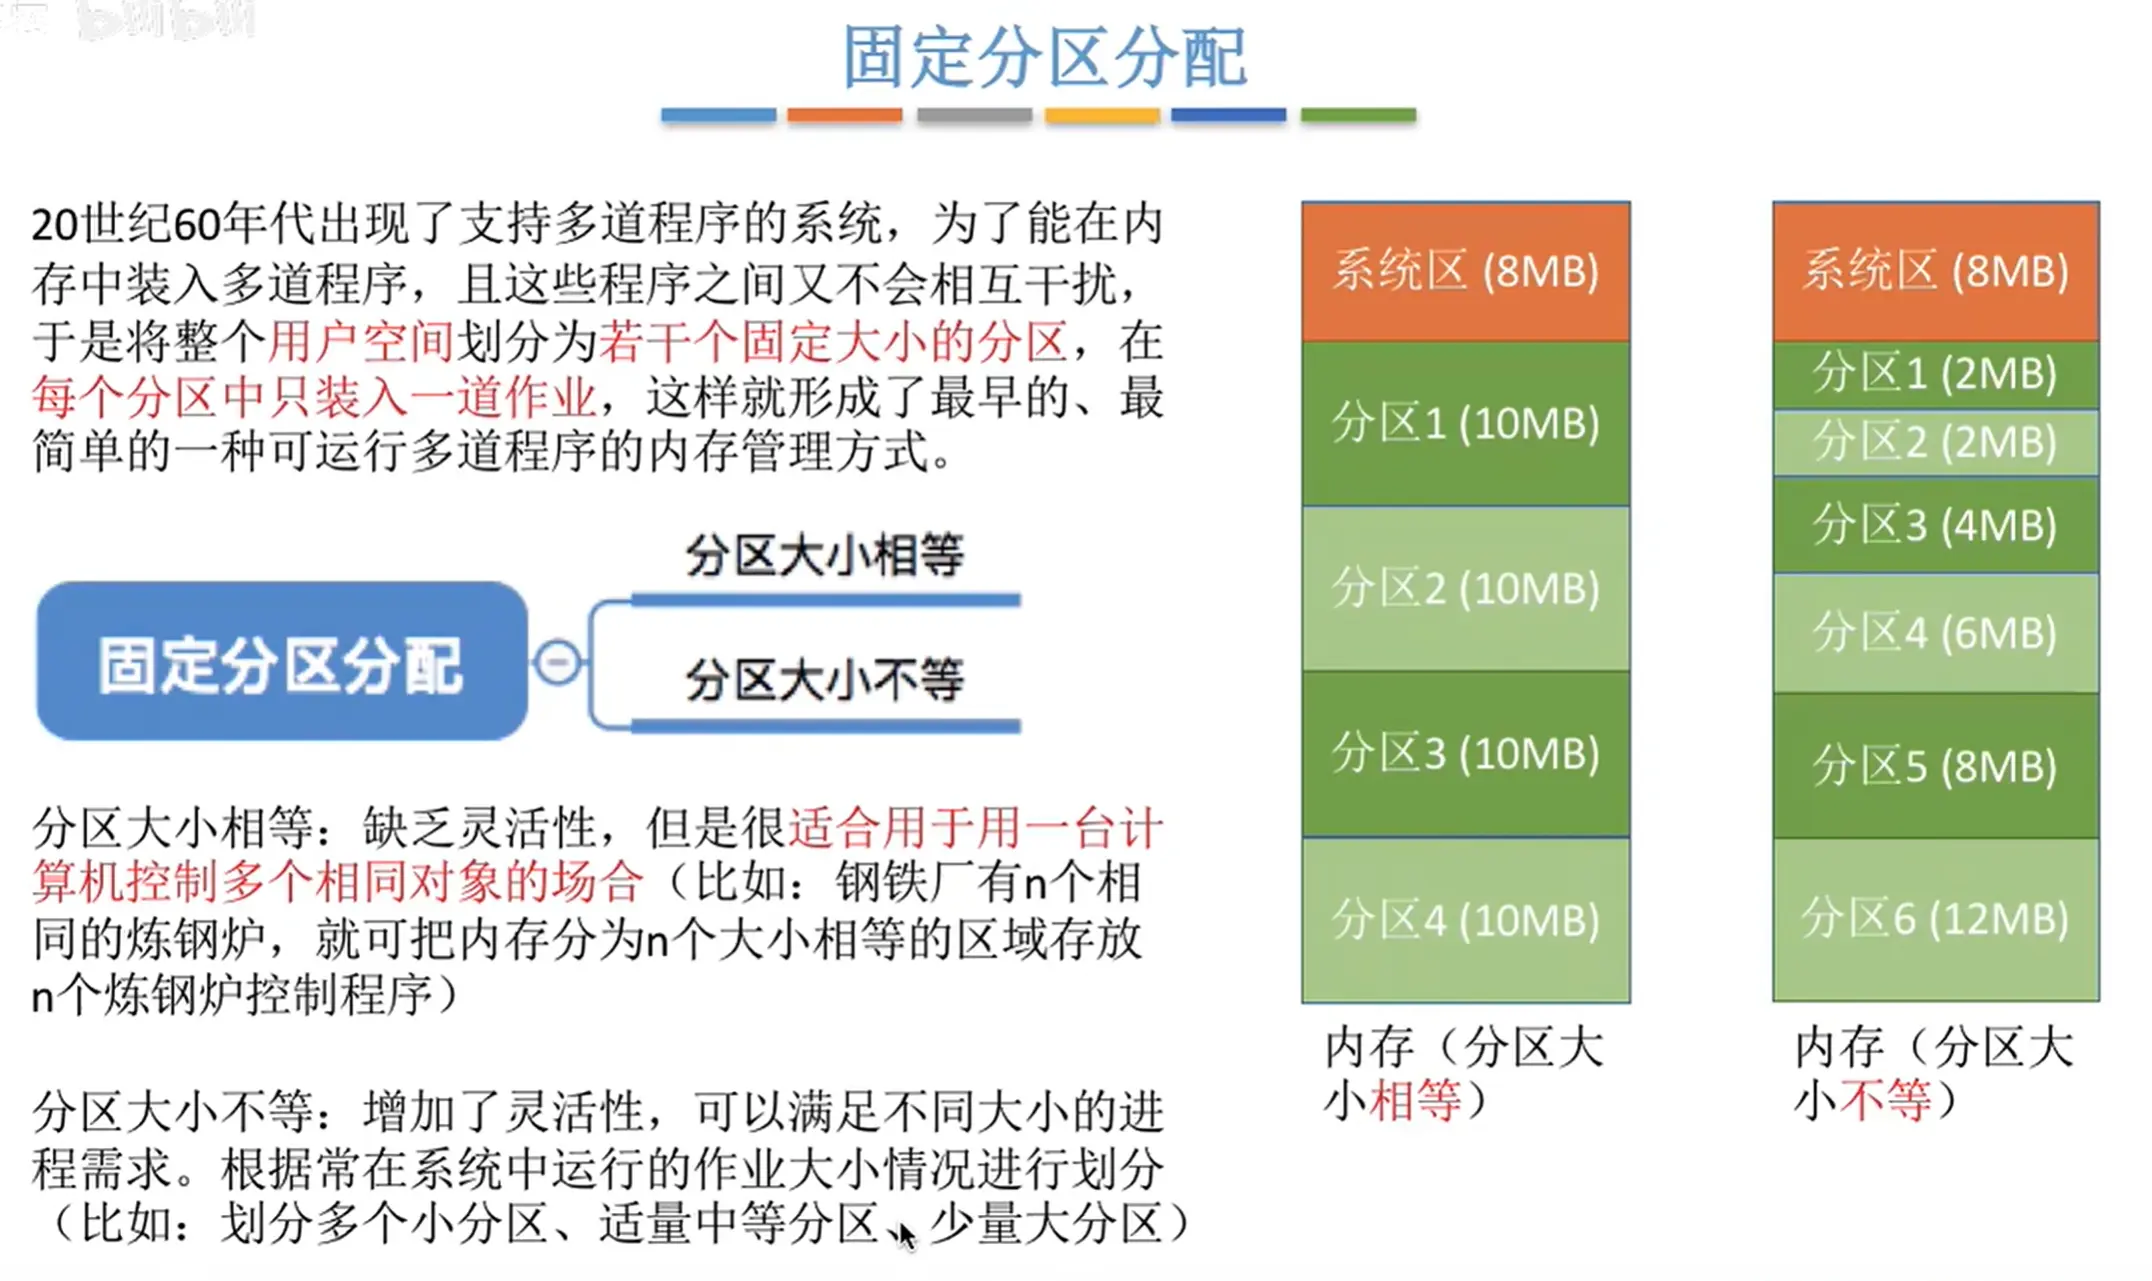 bilibili
固定分区分配
20世纪60年代出现了支持多道程序的系统，为了能在内
存中装入多道程序，且这些程序之间又不会相互干扰，
于是将整个用户空间划分为若干个固定大小的分区，在
每个分区中只装入一道作业，这样就形成了最早的、最
简单的一种可运行多道程序的内存管理方式。
固定分区分配
分区大小相等
分区大小不等
分区大小相等：缺乏灵活性，但是很适合用于用一台计
算机控制多个相同对象的场合（比如：钢铁厂有n个相
同的炼钢炉，就可把内存分为n个大小相等的区域存放
n个炼钢炉控制程序）
分区大小不等：增加了灵活性，可以满足不同大小的进
程需求。根据常在系统中运行的作业大小情况进行划分
（比如：划分多个小分区、适量中等分区、少量大分区）
系统区 (8MB)
分区1 (10MB)
分区2 (10MB)
分区3 (10MB)
分区4 (10MB)
内存（分区大
小相等）
系统区 (8MB)
分区1 (2MB)
分区2 (2MB)
分区3 (4MB)
分区4 (6MB)
分区5 (8MB)
分区6 (12MB)
内存（分区大
小不等）